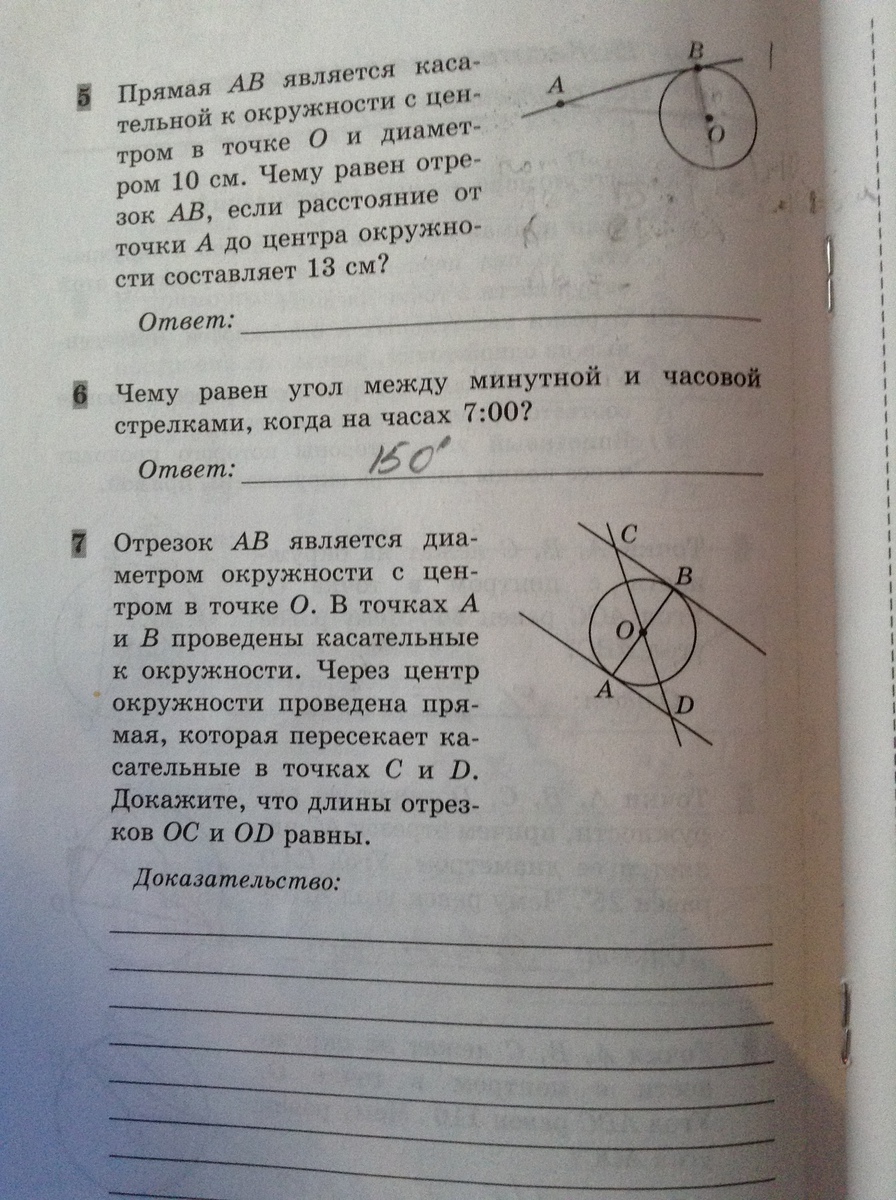 5 Прямая AB является каса-
тельной к окружности с цен-
тром в точке O и диамет-
ром 10 см. Чему равен отре-
зок AB, если расстояние от
точки A до центра окружно-
сти составляет 13 см?
A
B
O
Ответ:
6 Чему равен угол между минутной и часовой
стрелками, когда на часах 7:00?
Ответ: 150°
7 Отрезок AB является диа-
метром окружности с цен-
тром в точке O. В точках A
и B проведены касательные
к окружности. Через центр
окружности проведена пря-
мая, которая пересекает ка-
сательные в точках C и D.
Докажите, что длины отрез-
ков OC и OD равны.
C
B
O
A
D
Доказательство: